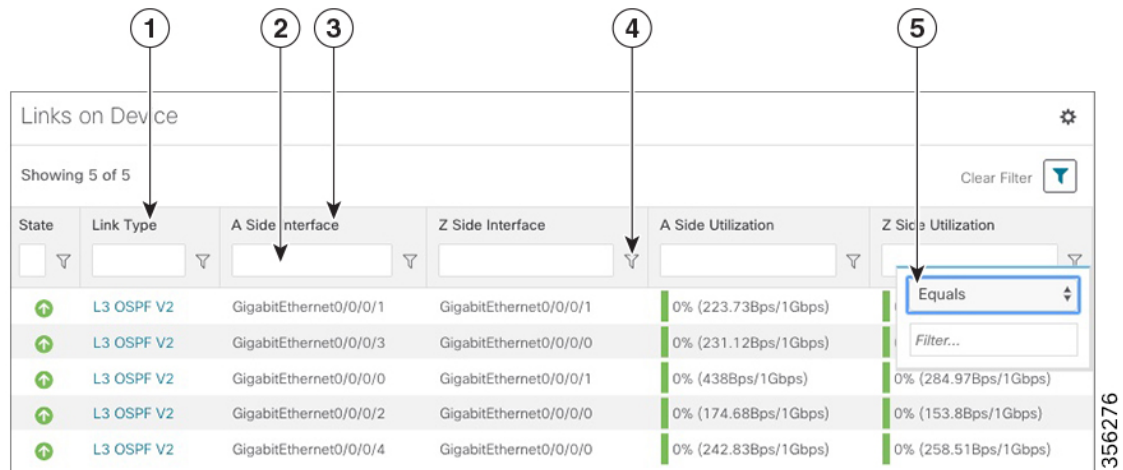 1 2 3 4 5
Links on Device
Showing 5 of 5 Clear Filter
State Link Type A Side Interface Z Side Interface A Side Utilization Z Side Utilization
Equals
Filter...
L3 OSPF V2 GigabitEthernet0/0/0/1 GigabitEthernet0/0/0/1 0% (223.73Bps/1Gbps)
L3 OSPF V2 GigabitEthernet0/0/0/3 GigabitEthernet0/0/0/0 0% (231.12Bps/1Gbps)
L3 OSPF V2 GigabitEthernet0/0/0/0 GigabitEthernet0/0/0/1 0% (438Bps/1Gbps) 0% (284.97Bps/1Gbps)
L3 OSPF V2 GigabitEthernet0/0/0/2 GigabitEthernet0/0/0/0 0% (174.68Bps/1Gbps) 0% (153.8Bps/1Gbps)
L3 OSPF V2 GigabitEthernet0/0/0/4 GigabitEthernet0/0/0/0 0% (242.83Bps/1Gbps) 0% (258.51Bps/1Gbps)
356276